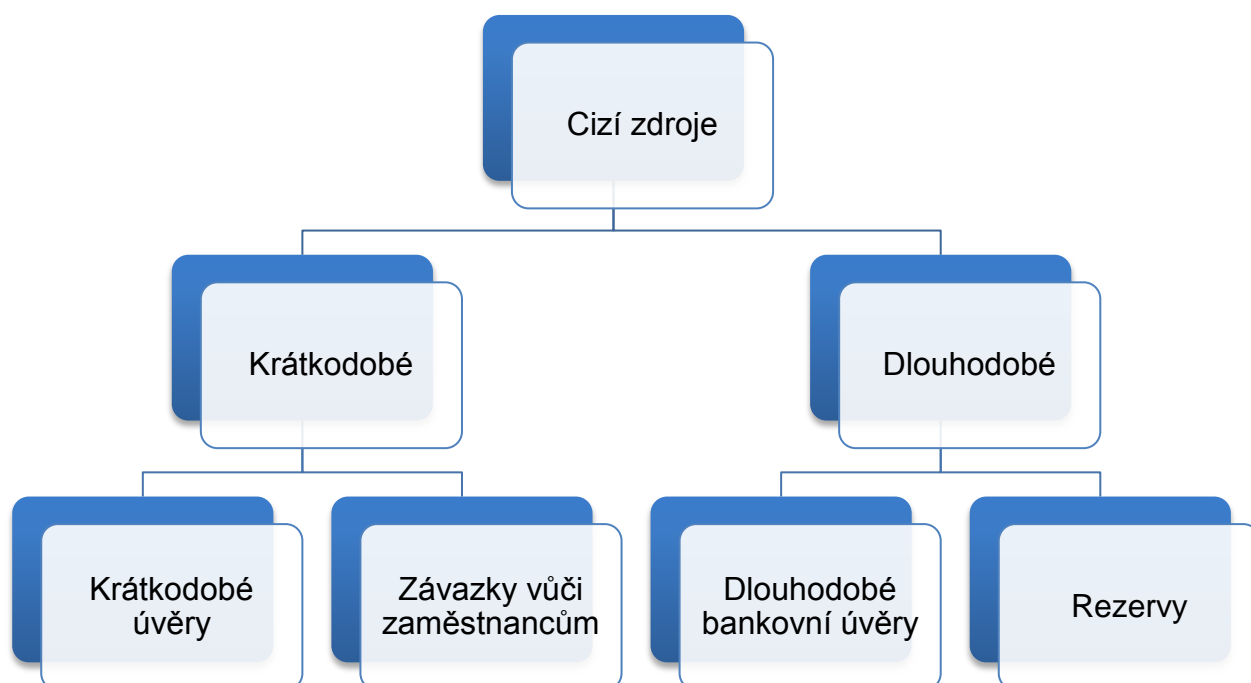 Cizí zdroje
Krátkodobé
Dlouhodobé
Krátkodobé
úvěry
Závazky vůči
zaměstnancům
Dlouhodobé
bankovní úvěry
Rezervy